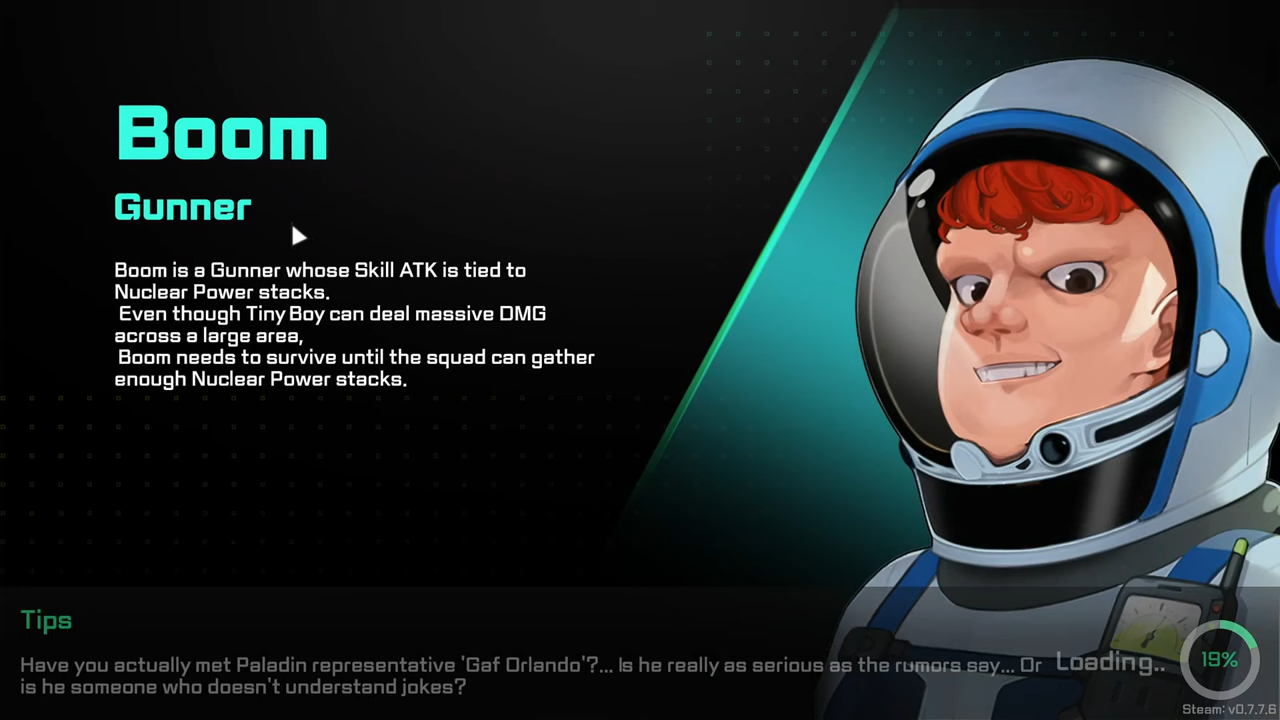 Boom
Gunner
Boom is a Gunner whose Skill ATK is tied to
Nuclear Power stacks.
Even though Tiny Boy can deal massive DMG
across a large area,
Boom needs to survive until the squad can gather
enough Nuclear Power stacks.
Tips
Have you actually met Paladin representative 'Gaf Orlando'?... Is he really as serious as the rumors say... Or
is he someone who doesn't understand jokes?
Loading..
19%
Steam: v0.7.7.6